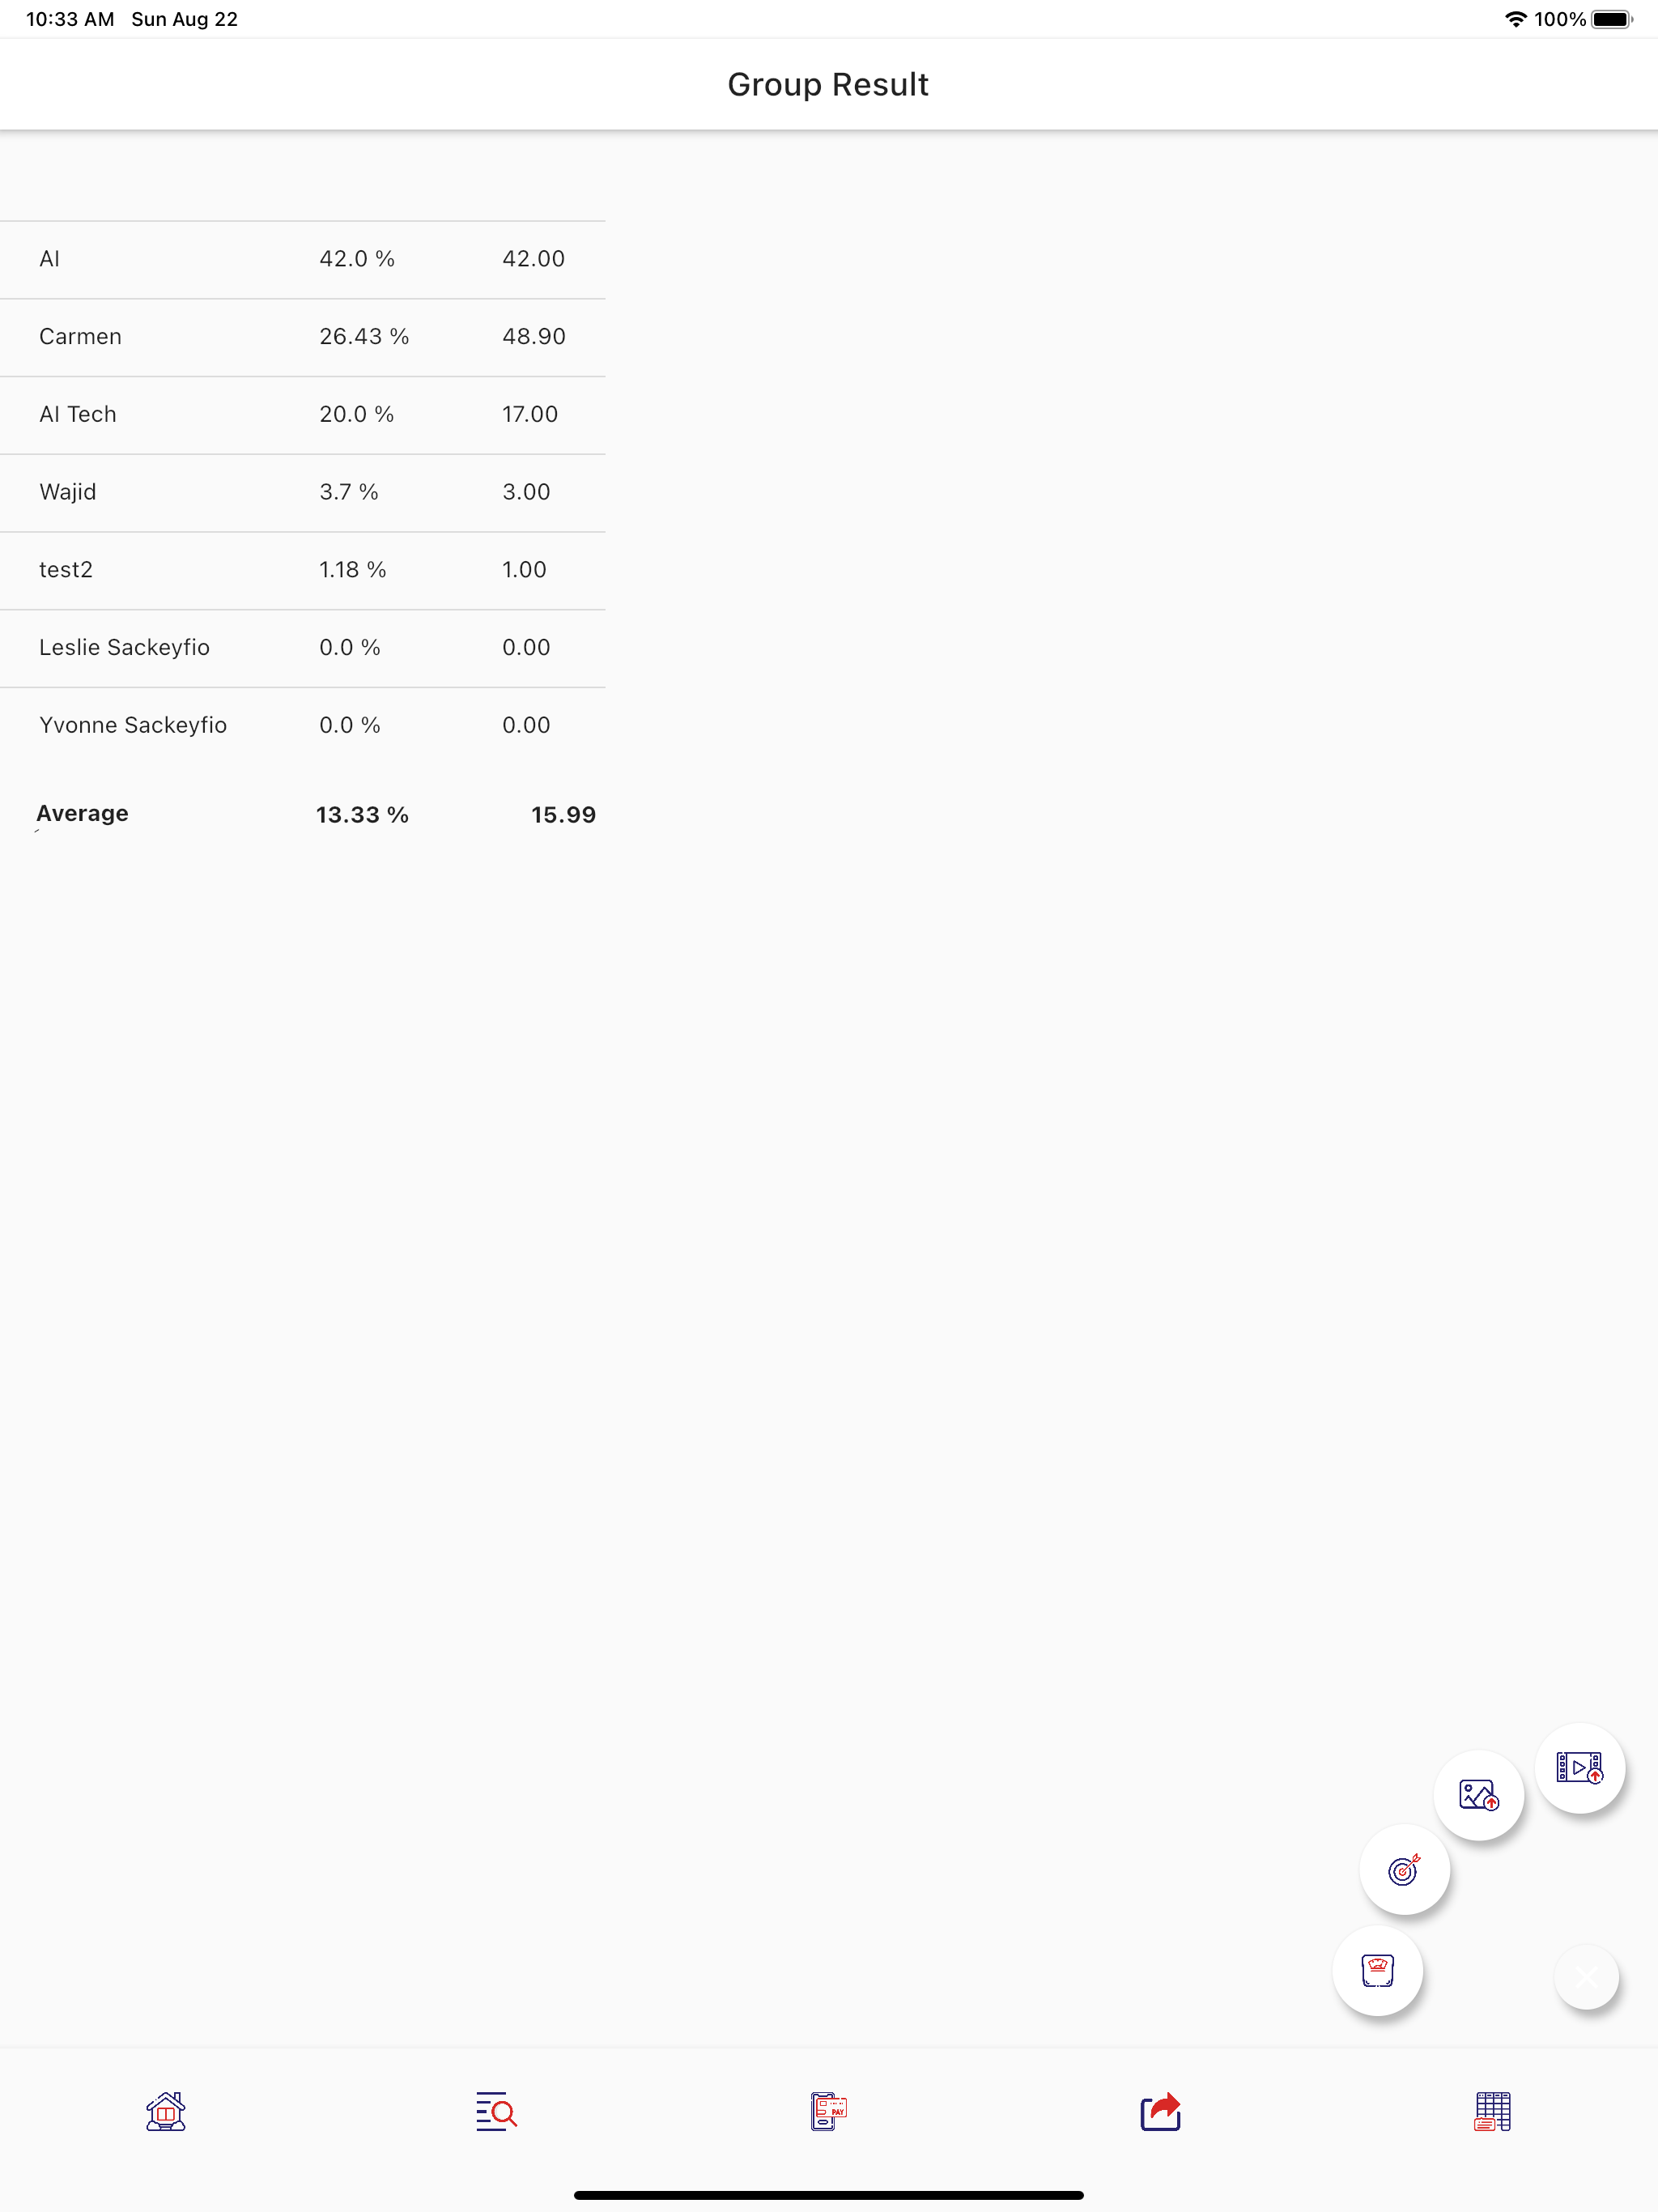 10:33 AM Sun Aug 22 100%
Group Result
AI 42.0 % 42.00
Carmen 26.43 % 48.90
AI Tech 20.0 % 17.00
Wajid 3.7 % 3.00
test2 1.18 % 1.00
Leslie Sackeyfio 0.0 % 0.00
Yvonne Sackeyfio 0.0 % 0.00
Average 13.33 % 15.99
PAY